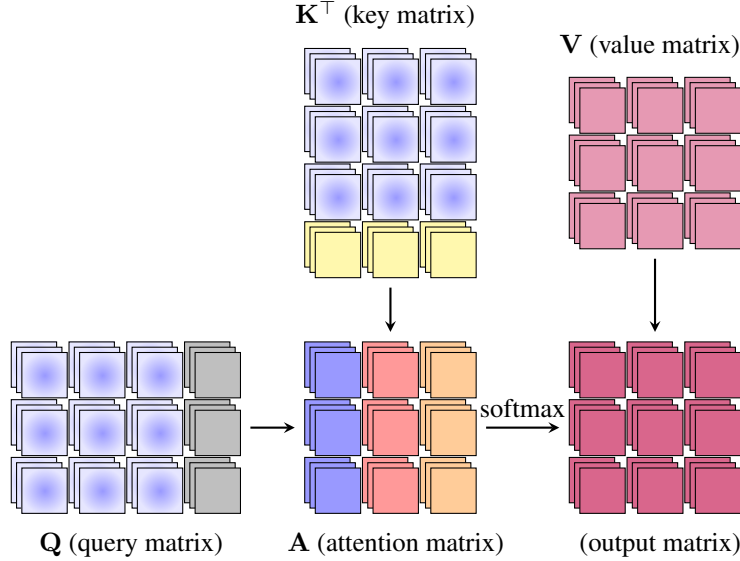 K⊤ (key matrix)
V (value matrix)
softmax
Q (query matrix)
A (attention matrix)
(output matrix)